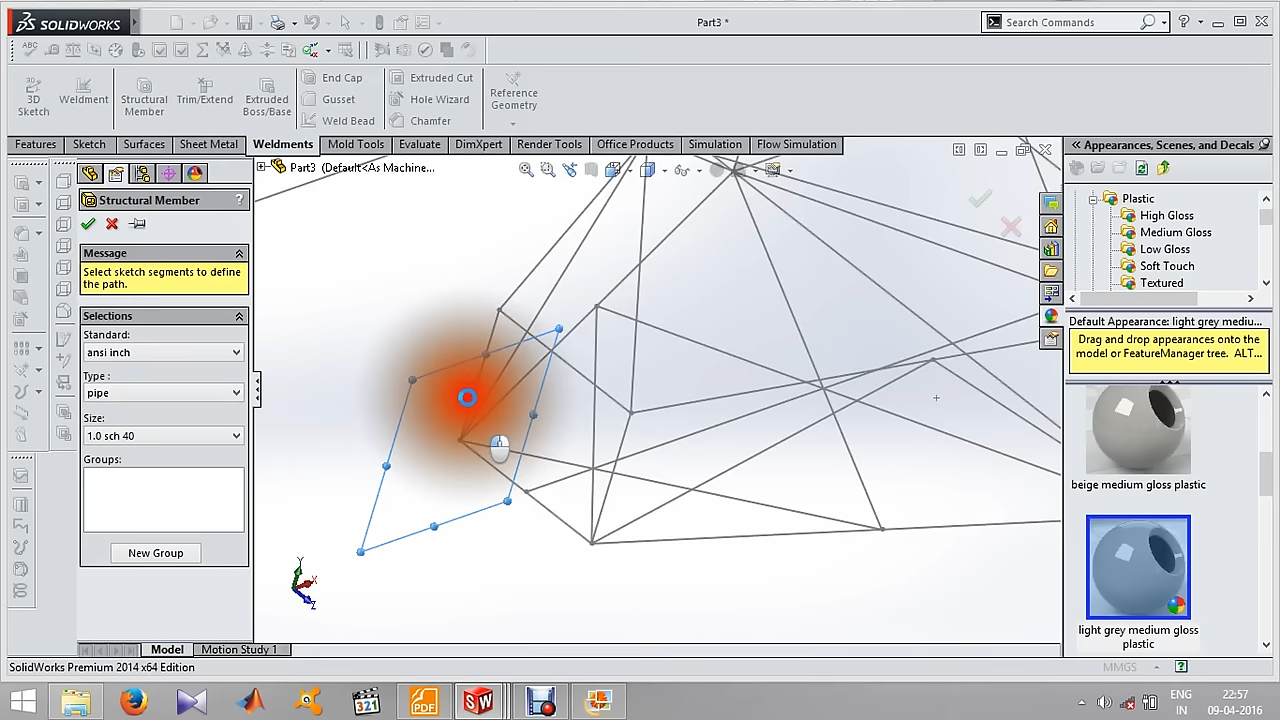 SOLIDWORKS
Part3 *
Search Commands
?
ABC
3D
Sketch
Weldment
Structural
Member
Trim/Extend
Extruded
Boss/Base
End Cap
Gusset
Weld Bead
Extruded Cut
Hole Wizard
Chamfer
Reference
Geometry
Features
Sketch
Surfaces
Sheet Metal
Weldments
Mold Tools
Evaluate
DimXpert
Render Tools
Office Products
Simulation
Flow Simulation
Part3 (Default<As Machine...
Structural Member
?
Message
Select sketch segments to define
the path.
Selections
Standard:
ansi inch
Type :
pipe
Size:
1.0 sch 40
Groups:
New Group
Y
X
Z
Appearances, Scenes, and Decals
Plastic
High Gloss
Medium Gloss
Low Gloss
Soft Touch
Textured
Default Appearance: light grey mediu...
Drag and drop appearances onto the
model or FeatureManager tree. ALT...
beige medium gloss plastic
light grey medium gloss
plastic
Model
Motion Study 1
SolidWorks Premium 2014 x64 Edition
MMGS
?
321
PDF
SW
ENG
IN
22:57
09-04-2016